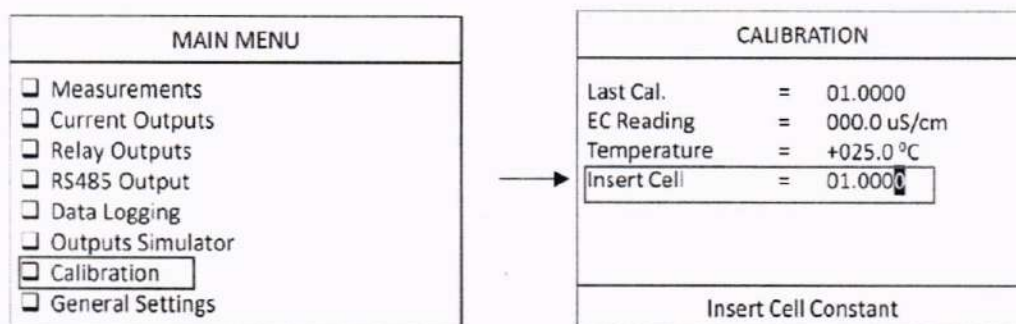 MAIN MENU
❑ Measurements
❑ Current Outputs
❑ Relay Outputs
❑ RS485 Output
❑ Data Logging
❑ Outputs Simulator
❑ Calibration
❑ General Settings
CALIBRATION
Last Cal. = 01.0000
EC Reading = 000.0 uS/cm
Temperature = +025.0 ⁰C
Insert Cell = 01.0000
Insert Cell Constant